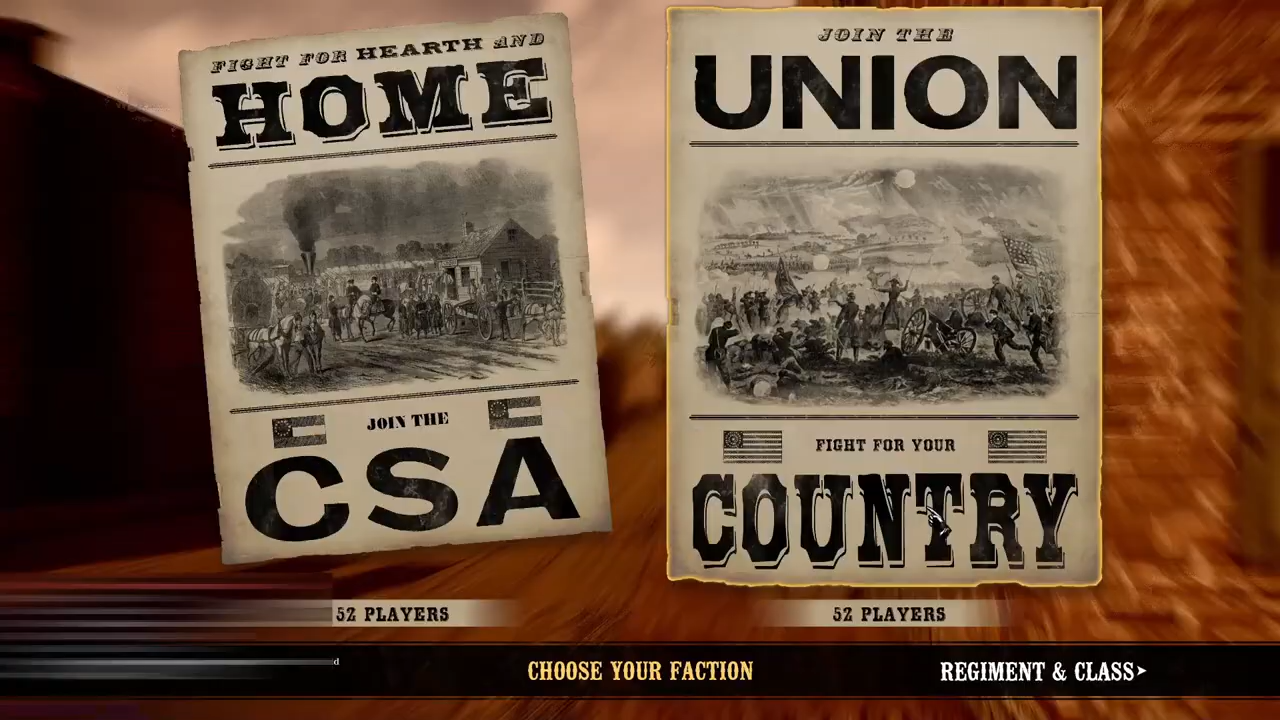 FIGHT FOR HEARTH AND
HOME
JOIN THE
CSA
52 PLAYERS
JOIN THE
UNION
FIGHT FOR YOUR
COUNTRY
52 PLAYERS
CHOOSE YOUR FACTION
REGIMENT & CLASS